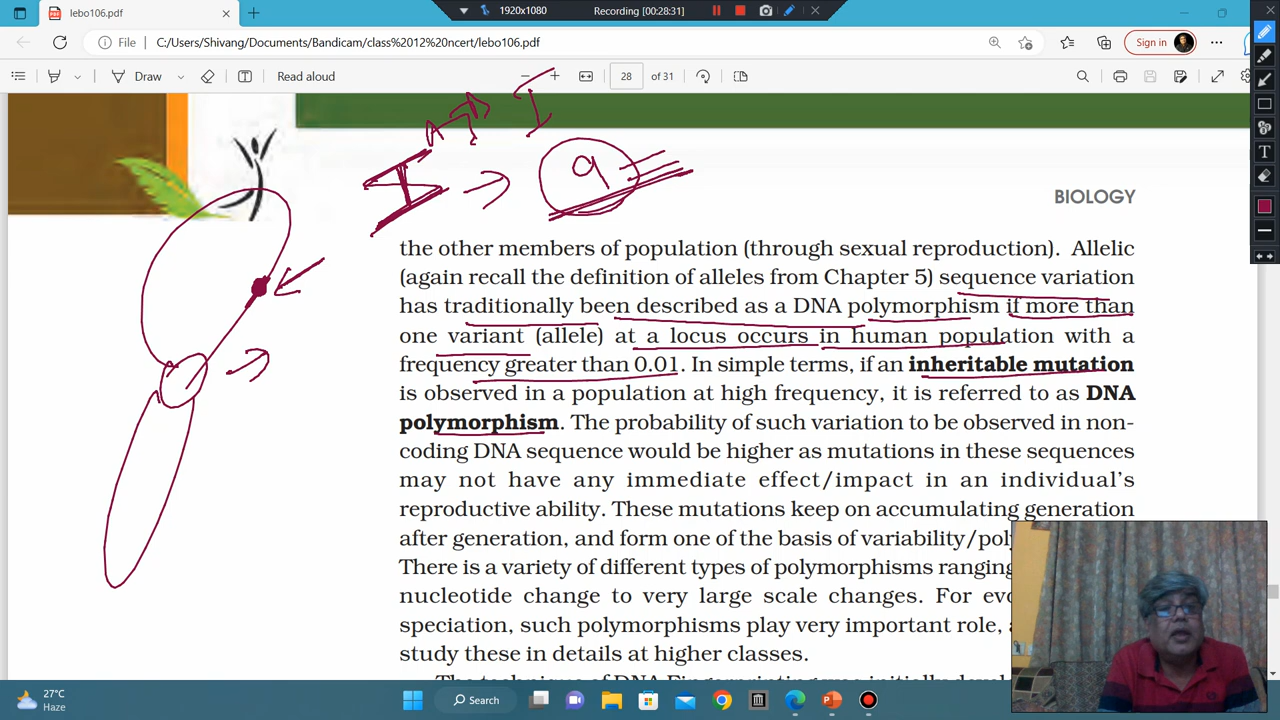 lebo106.pdf
1920x1080
Recording [00:28:31]
File
C:/Users/Shivang/Documents/Bandicam/class%2012%20ncert/lebo106.pdf
Sign in
Draw
Read aloud
28
of 31
BIOLOGY
the other members of population (through sexual reproduction). Allelic
(again recall the definition of alleles from Chapter 5) sequence variation
has traditionally been described as a DNA polymorphism if more than
one variant (allele) at a locus occurs in human population with a
frequency greater than 0.01. In simple terms, if an inheritable mutation
is observed in a population at high frequency, it is referred to as DNA
polymorphism. The probability of such variation to be observed in non-
coding DNA sequence would be higher as mutations in these sequences
may not have any immediate effect/impact in an individual's
reproductive ability. These mutations keep on accumulating generation
after generation, and form one of the basis of variability/pol
There is a variety of different types of polymorphisms ranging
nucleotide change to very large scale changes. For evo
speciation, such polymorphisms play very important role, a
study these in details at higher classes.
The technique of DNA Fingerprinting was initially devel
27°C
Haze
Search